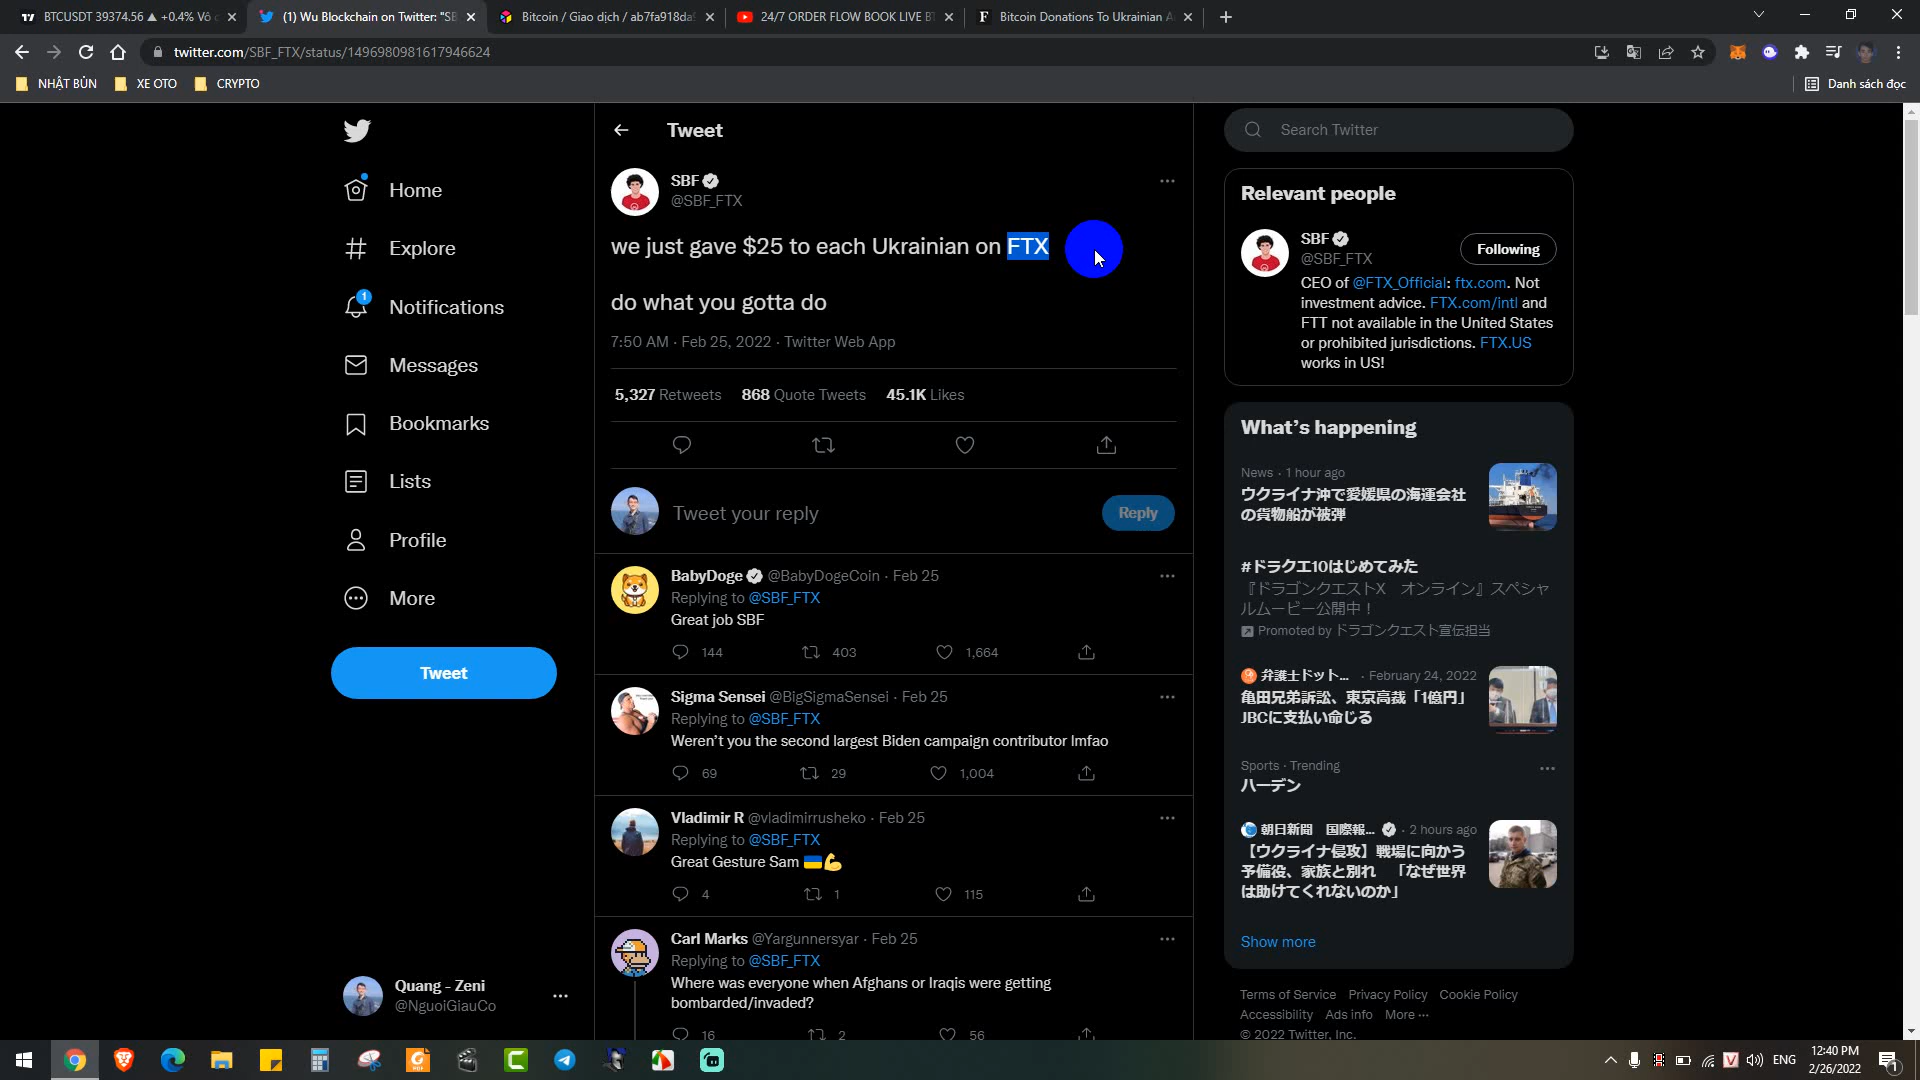 BTCUSDT 39374.56 ▲ +0.4% Vô
(1) Wu Blockchain on Twitter: "SB
Bitcoin / Giao dịch / ab7fa918da
24/7 ORDER FLOW BOOK LIVE B
Bitcoin Donations To Ukrainian A
twitter.com/SBF_FTX/status/1496980981617946624
NHẬT BỦN
XE OTO
CRYPTO
Danh sách đọc
Home
Explore
1
Notifications
Messages
Bookmarks
Lists
Profile
More
Tweet
Quang - Zeni
@NguoiGiauCo
Tweet
SBF
@SBF_FTX
we just gave $25 to each Ukrainian on FTX
do what you gotta do
7:50 AM · Feb 25, 2022 · Twitter Web App
5,327 Retweets 868 Quote Tweets 45.1K Likes
Tweet your reply
Reply
BabyDoge @BabyDogeCoin · Feb 25
Replying to @SBF_FTX
Great job SBF
144 403 1,664
Sigma Sensei @BigSigmaSensei · Feb 25
Replying to @SBF_FTX
Weren't you the second largest Biden campaign contributor lmfao
69 29 1,004
Vladimir R @vladimirrusheko · Feb 25
Replying to @SBF_FTX
Great Gesture Sam 🇺🇦💪
4 1 115
Carl Marks @Yargunnersyar · Feb 25
Replying to @SBF_FTX
Where was everyone when Afghans or Iraqis were getting
bombarded/invaded?
16 2 56
Search Twitter
Relevant people
SBF
@SBF_FTX
Following
CEO of @FTX_Official: ftx.com. Not
investment advice. FTX.com/intl and
FTT not available in the United States
or prohibited jurisdictions. FTX.US
works in US!
What's happening
News · 1 hour ago
ウクライナ沖で愛媛県の海運会社
の貨物船が被弾
#ドラクエ10はじめてみた
『ドラゴンクエストX オンライン』スペシャ
ルムービー公開中！
Promoted by ドラゴンクエスト宣伝担当
弁護士ドット... · February 24, 2022
亀田兄弟訴訟、東京高裁「1億円」
JBCに支払い命じる
Sports · Trending
ハーデン
朝日新聞 国際報... · 2 hours ago
【ウクライナ侵攻】戦場に向かう
予備役、家族と別れ 「なぜ世界
は助けてくれないのか」
Show more
Terms of Service Privacy Policy Cookie Policy
Accessibility Ads info More ···
© 2022 Twitter, Inc.
ENG
12:40 PM
2/26/2022
1